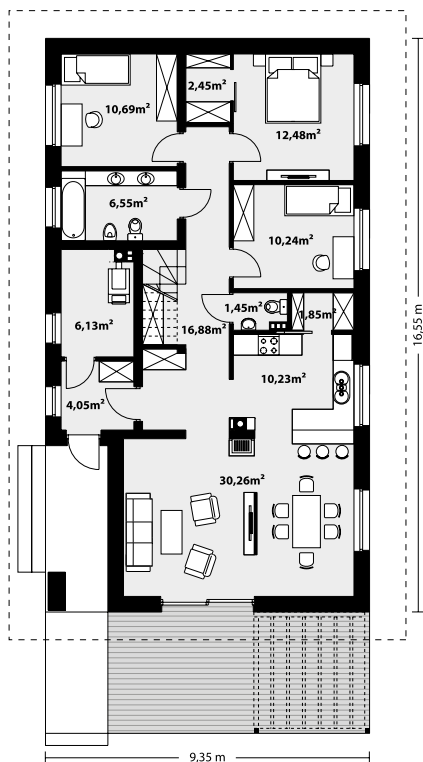 2,45m²
10,69m²
12,48m²
6,55m²
10,24m²
1,45m²
1,85m²
6,13m²
16,88m²
16,55 m
10,23m²
4,05m²
30,26m²
9,35 m